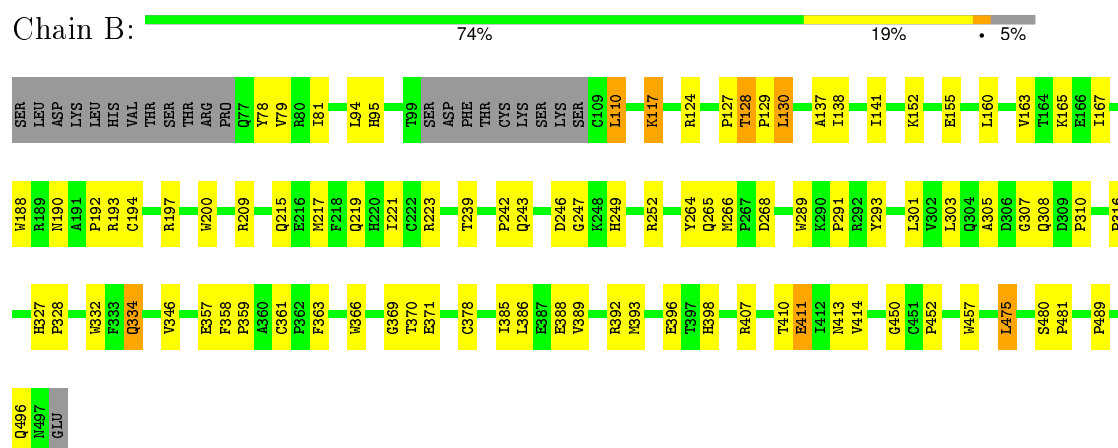 Chain B:
74% 19% • 5%
SER LEU ASP LYS LEU HIS VAL THR SER THR ARG PRO Q77 Y78 V79 R80 I81 L94 H95 T99 SER ASP PHE THR CYS LYS SER LYS SER C109 L110 K117 R124 P127 T128 P129 L130 A137 I138 I141 K152 E155 L160 V163 T164 K165 E166 I167
W188 R189 N190 A191 P192 R193 C194 R197 W200 R209 Q215 E216 M217 F218 Q219 H220 I221 C222 R223 T239 P242 Q243 D246 G247 K248 H249 R252 Y264 Q265 M266 P267 D268 W289 K290 P291 R292 Y293 L301 V302 L303 Q304 A305 D306 G307 Q308 D309 P310
H327 P328 W332 F333 Q334 V346 E357 F358 P359 A360 C361 P362 F363 W366 G369 T370 E371 C378 I385 L386 E387 E388 V389 R392 M393 E396 T397 H398 R407 T410 E411 I412 N413 V414 G450 C451 P452 W457 L475 S480 P481 P489
Q496 N497 GLU